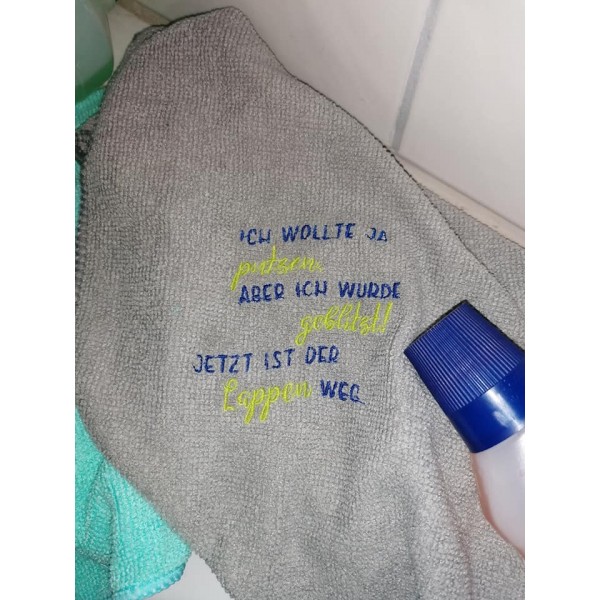 ICH WOLLTE JA
putzen,
ABER ICH WURDE
geblitzt!
JETZT IST DER
Lappen WEG.